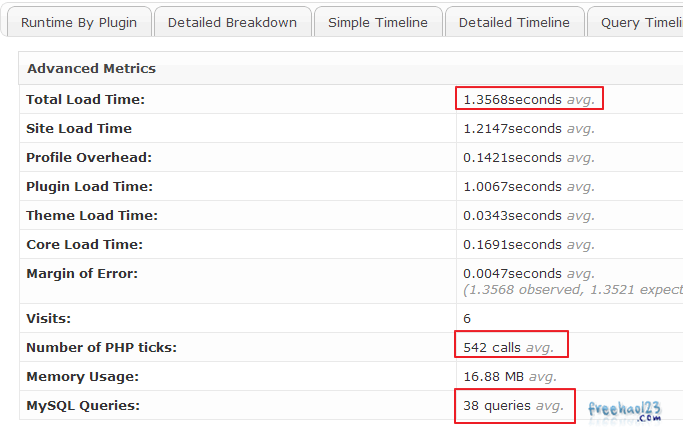 Runtime By Plugin Detailed Breakdown Simple Timeline Detailed Timeline Query Timeli
Advanced Metrics
Total Load Time: 1.3568seconds avg.
Site Load Time 1.2147seconds avg.
Profile Overhead: 0.1421seconds avg.
Plugin Load Time: 1.0067seconds avg.
Theme Load Time: 0.0343seconds avg.
Core Load Time: 0.1691seconds avg.
Margin of Error: 0.0047seconds avg.
(1.3568 observed, 1.3521 expect
Visits: 6
Number of PHP ticks: 542 calls avg.
Memory Usage: 16.88 MB avg.
MySQL Queries: 38 queries avg.
freehao123
.com